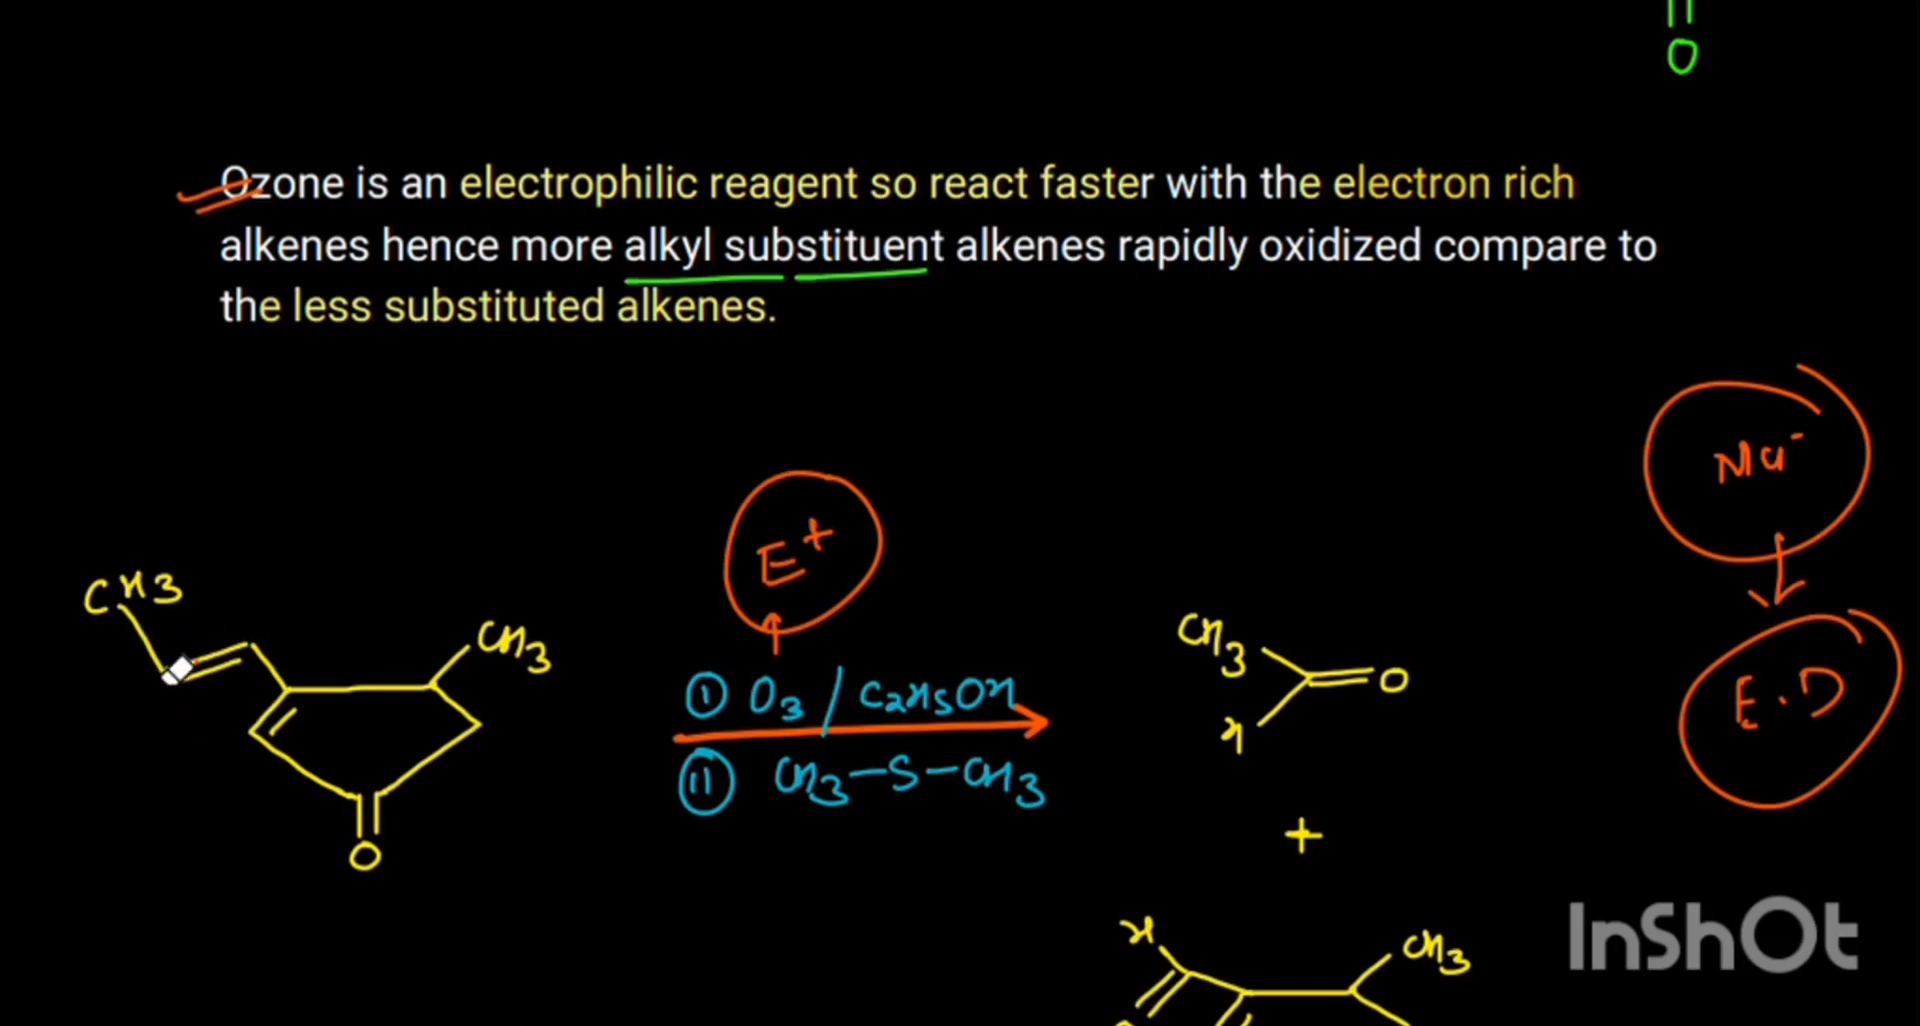 O
Ozone is an electrophilic reagent so react faster with the electron rich
alkenes hence more alkyl substituent alkenes rapidly oxidized compare to
the less substituted alkenes.
Nu-
E+
CH3
CH3
CH3
H
O
E.D
① O3 / C2H5OH
② CH3-S-CH3
O
+
H
CH3
InShOt